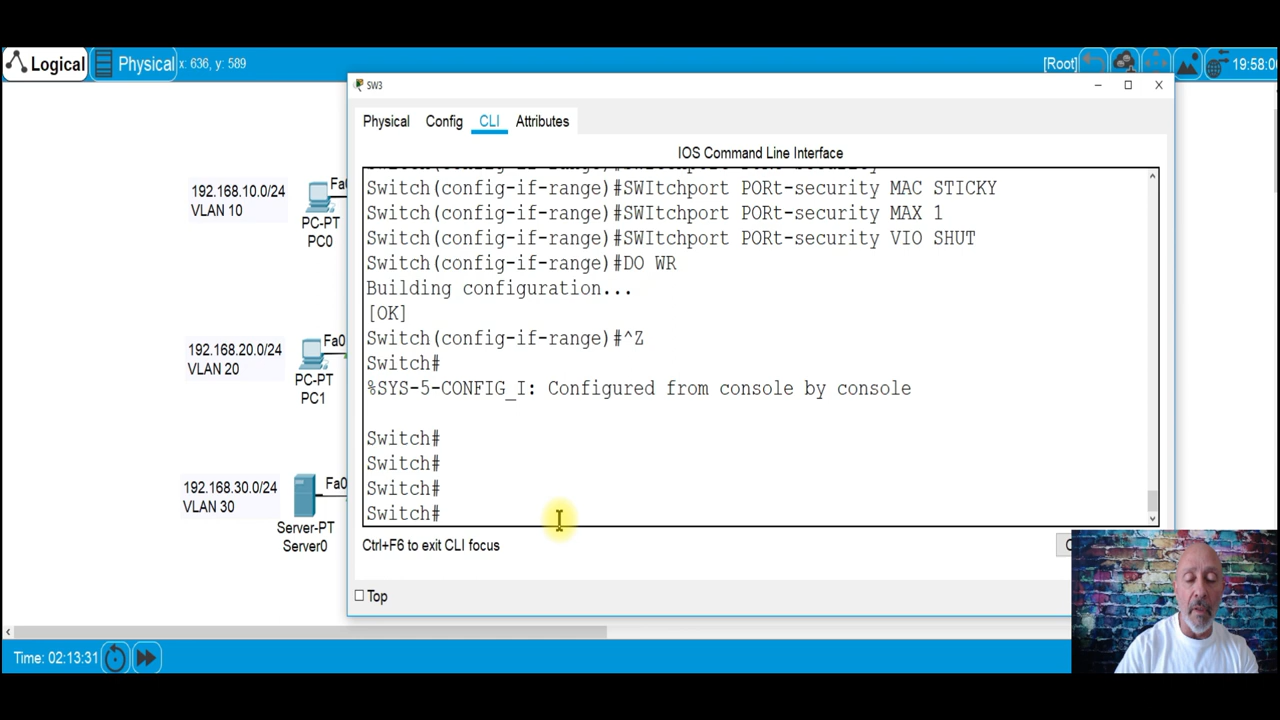 Logical
Physical
x: 636, y: 589
[Root]
SW3
Physical
Config
CLI
Attributes
IOS Command Line Interface
Switch(config-if-range)#SWItchport PORt-security MAC STICKY
Switch(config-if-range)#SWItchport PORt-security MAX 1
Switch(config-if-range)#SWItchport PORt-security VIO SHUT
Switch(config-if-range)#DO WR
Building configuration...
[OK]
Switch(config-if-range)#^Z
Switch#
%SYS-5-CONFIG_I: Configured from console by console
Switch#
Switch#
Switch#
Switch#
Ctrl+F6 to exit CLI focus
Top
192.168.10.0/24
VLAN 10
PC-PT
PC0
192.168.20.0/24
VLAN 20
Fa0
PC-PT
PC1
192.168.30.0/24
VLAN 30
Fa0
Server-PT
Server0
Time: 02:13:31